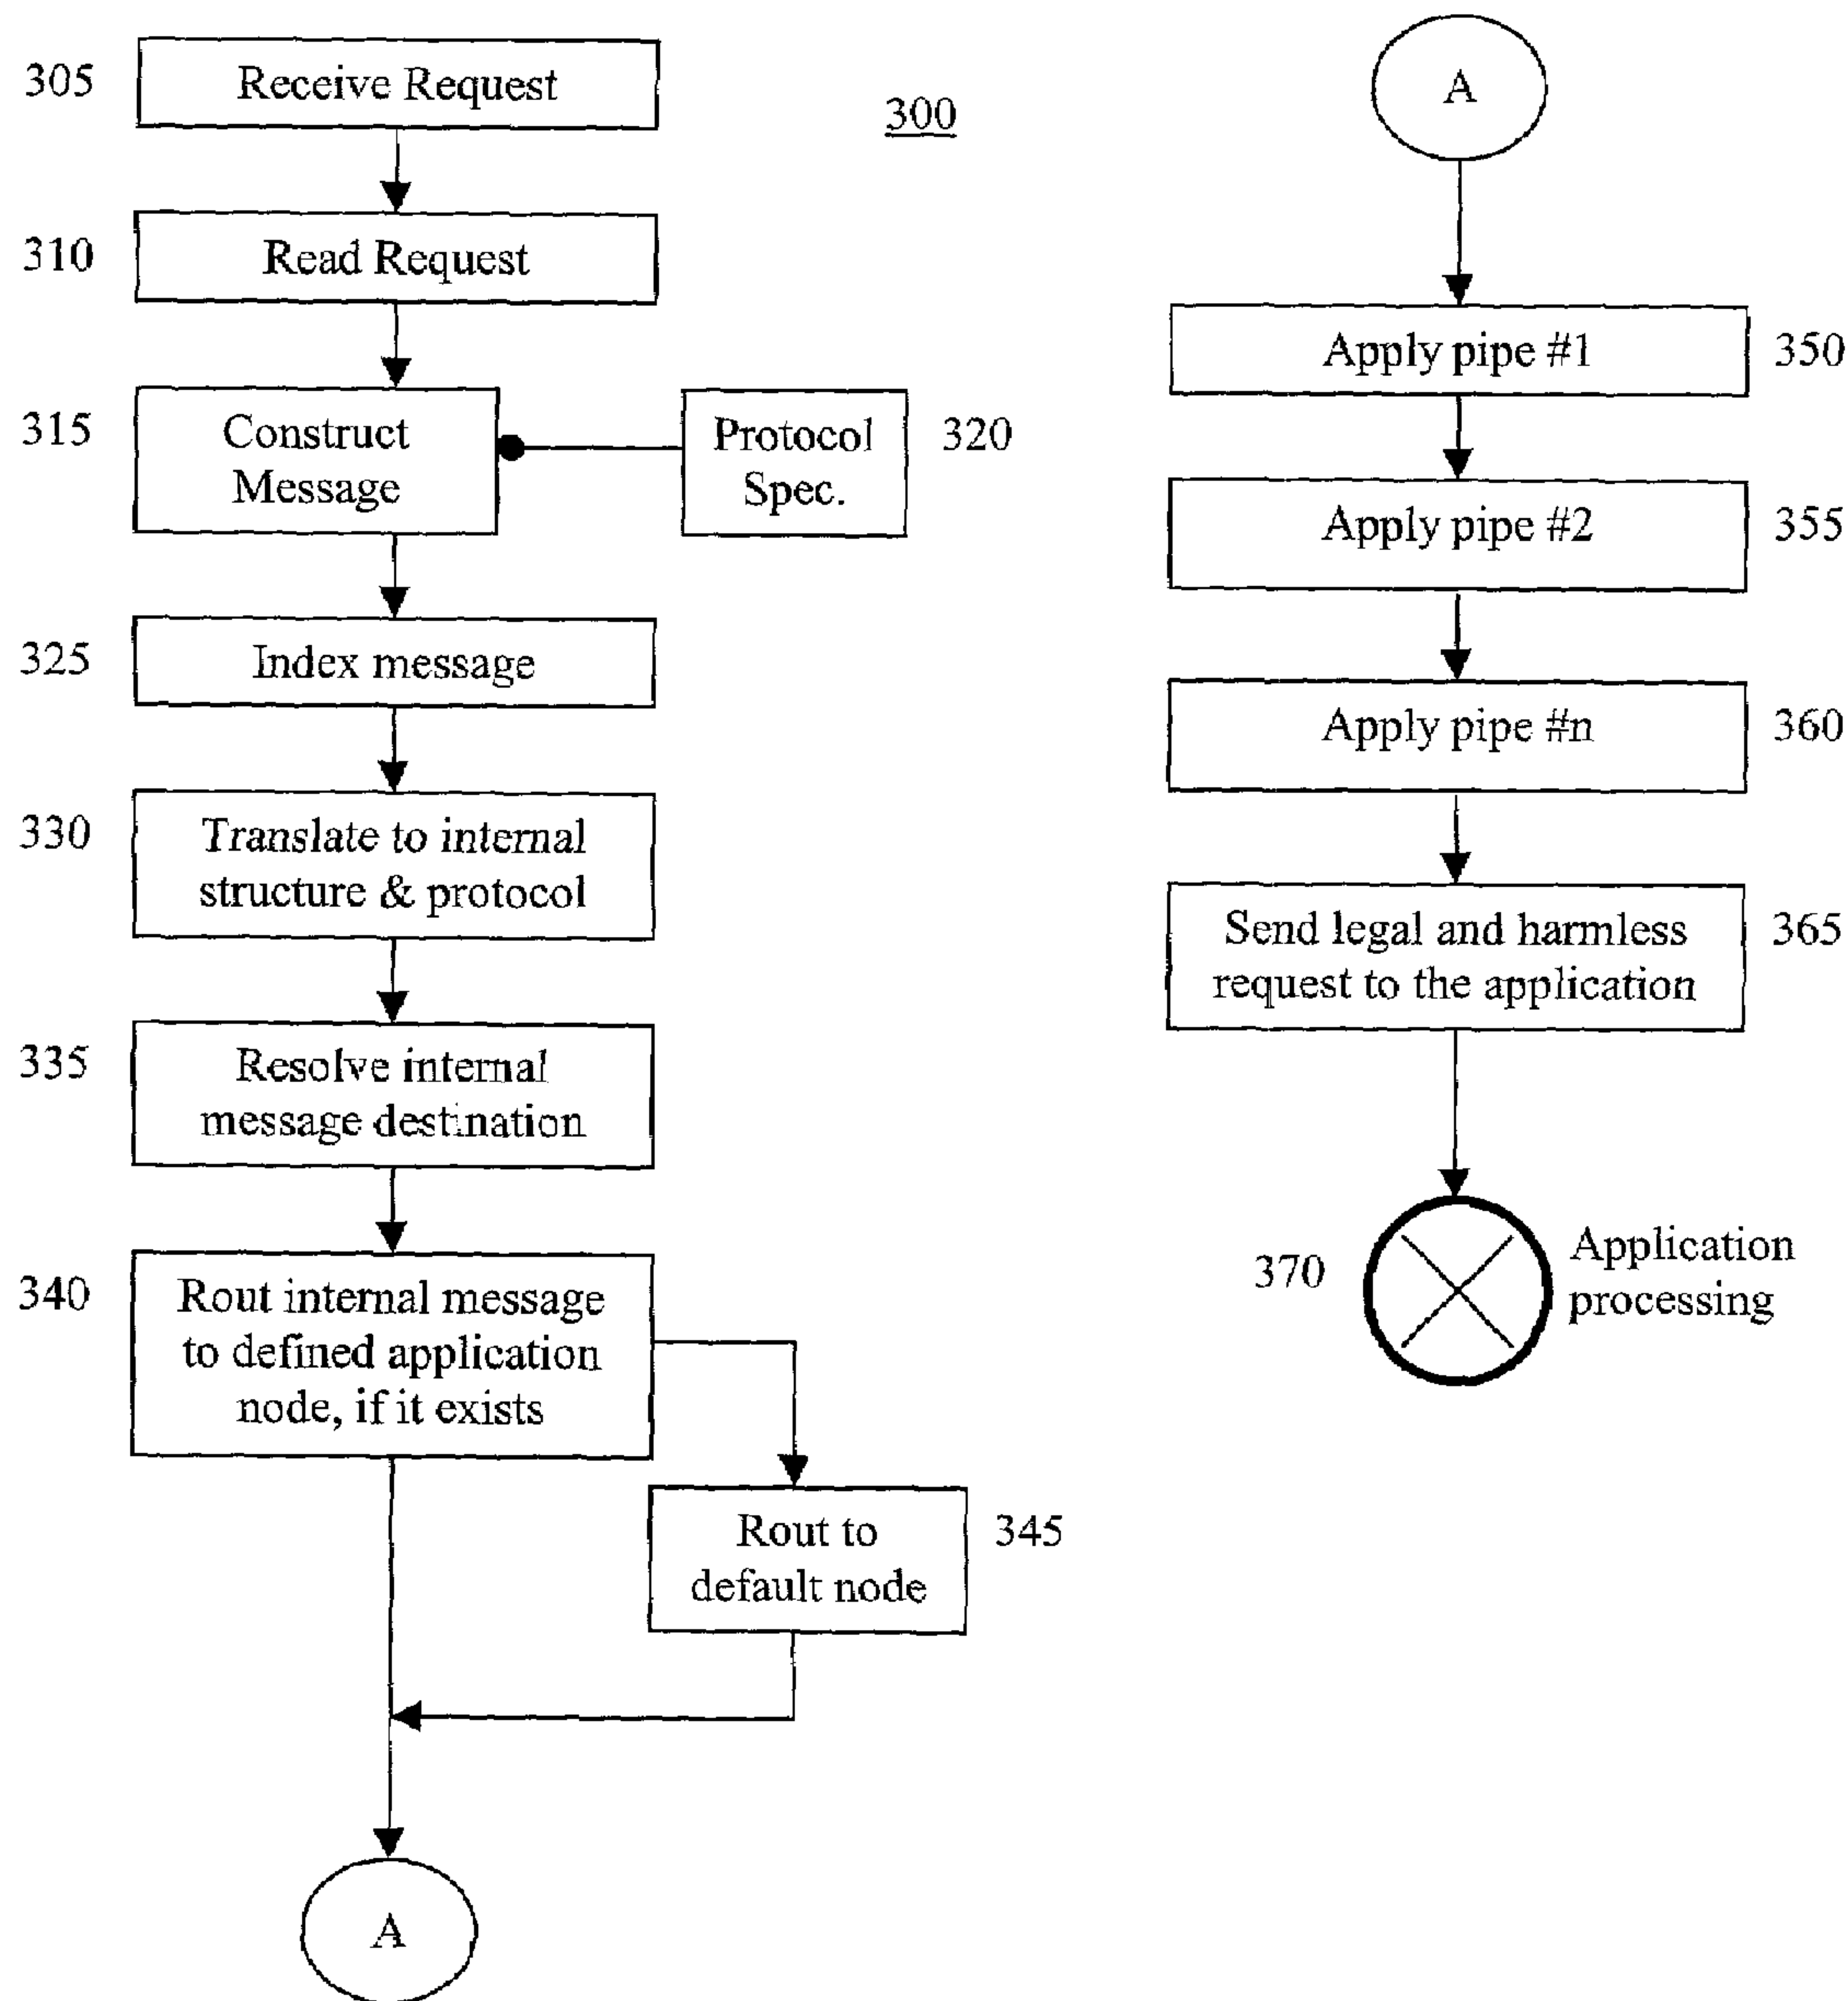 305
Receive Request
300
310
Read Request
315
Construct
Message
Protocol
Spec.
320
325
Index message
330
Translate to internal
structure & protocol
335
Resolve internal
message destination
340
Rout internal message
to defined application
node, if it exists
Rout to
default node
345
A
A
Apply pipe #1
350
Apply pipe #2
355
Apply pipe #n
360
Send legal and harmless
request to the application
365
370
Application
processing